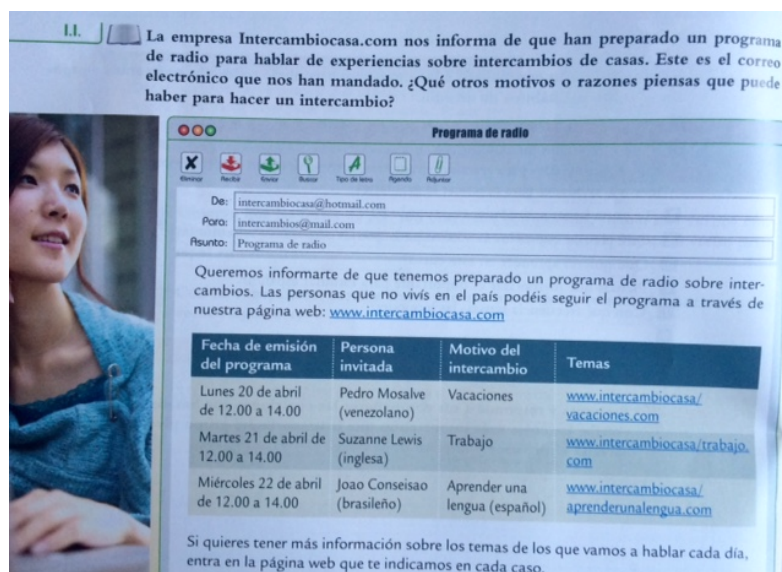 1.1.
La empresa Intercambiocasa.com nos informa de que han preparado un programa
de radio para hablar de experiencias sobre intercambios de casas. Este es el correo
electrónico que nos han mandado. ¿Qué otros motivos o razones piensas que puede
haber para hacer un intercambio?
Programa de radio
Eliminar Recibir Enviar Buscar Tipo de letra Agenda Adjuntar
De: intercambiocasa@hotmail.com
Para: intercambios@mail.com
Asunto: Programa de radio
Queremos informarte de que tenemos preparado un programa de radio sobre inter-
cambios. Las personas que no vivís en el país podéis seguir el programa a través de
nuestra página web: www.intercambiocasa.com
Fecha de emisión Persona Motivo del Temas
del programa invitada intercambio
Lunes 20 de abril Pedro Mosalve Vacaciones www.intercambiocasa/
de 12.00 a 14.00 (venezolano) vacaciones.com
Martes 21 de abril de Suzanne Lewis Trabajo www.intercambiocasa/trabajo.
12.00 a 14.00 (inglesa) com
Miércoles 22 de abril Joao Conseisao Aprender una www.intercambiocasa/
de 12.00 a 14.00 (brasileño) lengua (español) aprenderunalengua.com
Si quieres tener más información sobre los temas de los que vamos a hablar cada día,
entra en la página web que te indicamos en cada caso.